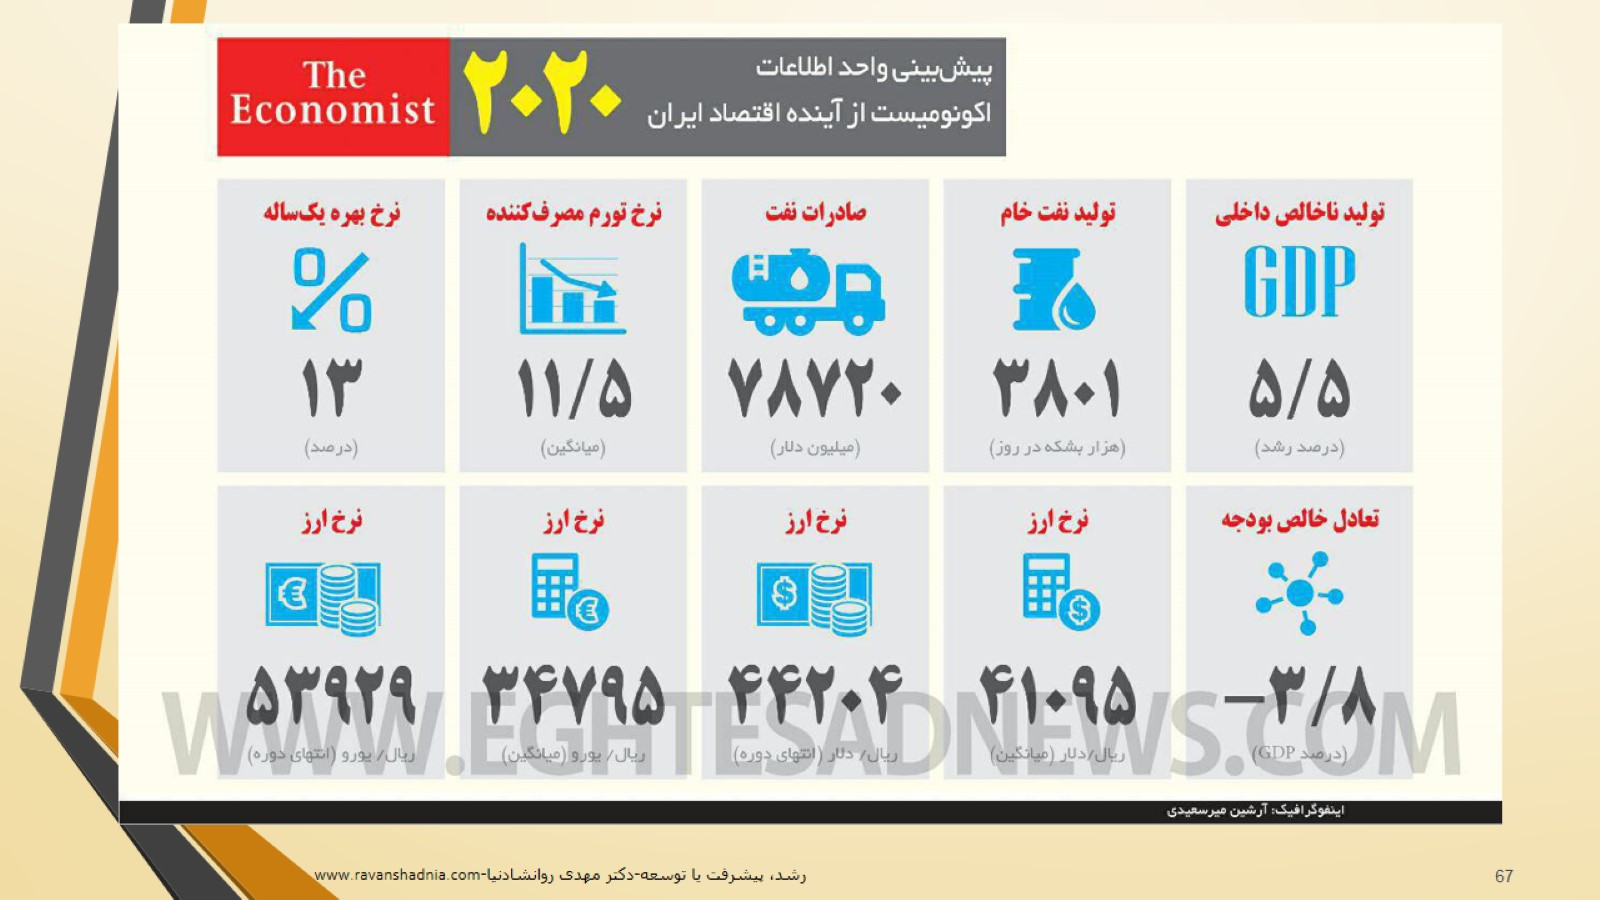 The
Economist
۲۰۲۰
پیش‌بینی واحد اطلاعات
اکونومیست از آینده اقتصاد ایران
تولید ناخالص داخلی
GDP
۵/۵
(درصد رشد)
تولید نفت خام
۳۸۰۱
(هزار بشکه در روز)
صادرات نفت
۷۸۷۲۰
(میلیون دلار)
نرخ تورم مصرف‌کننده
۱۱/۵
(میانگین)
نرخ بهره یک‌ساله
%
۱۳
(درصد)
تعادل خالص بودجه
–۳/۸
(درصد GDP)
نرخ ارز
$
۴۱۰۹۵
ریال/دلار (میانگین)
نرخ ارز
$
۴۴۲۰۴
ریال/ دلار (انتهای دوره)
نرخ ارز
€
۳۴۷۹۵
ریال/ یورو (میانگین)
نرخ ارز
€
۵۳۹۲۹
ریال/ یورو (انتهای دوره)
WWW.EGHTESADNEWS.COM
اینفوگرافیک: آرشین میرسعیدی
رشد، پیشرفت یا توسعه-دکتر مهدی روانشادنیا-www.ravanshadnia.com
67